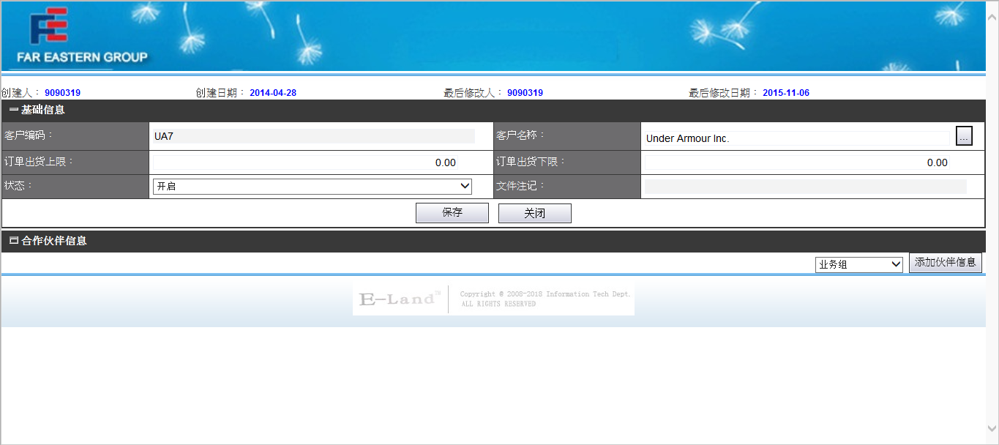 FAR EASTERN GROUP
创建人： 9090319 创建日期： 2014-04-28 最后修改人： 9090319 最后修改日期： 2015-11-06
基础信息
客户编码： UA7 客户名称： Under Armour Inc. ...
订单出货上限： 0.00 订单出货下限： 0.00
状态： 开启 文件注记：
保存 关闭
合作伙伴信息
业务组 添加伙伴信息
E-Land™ Copyright @ 2008-2018 Information Tech Dept.
ALL RIGHTS RESERVED